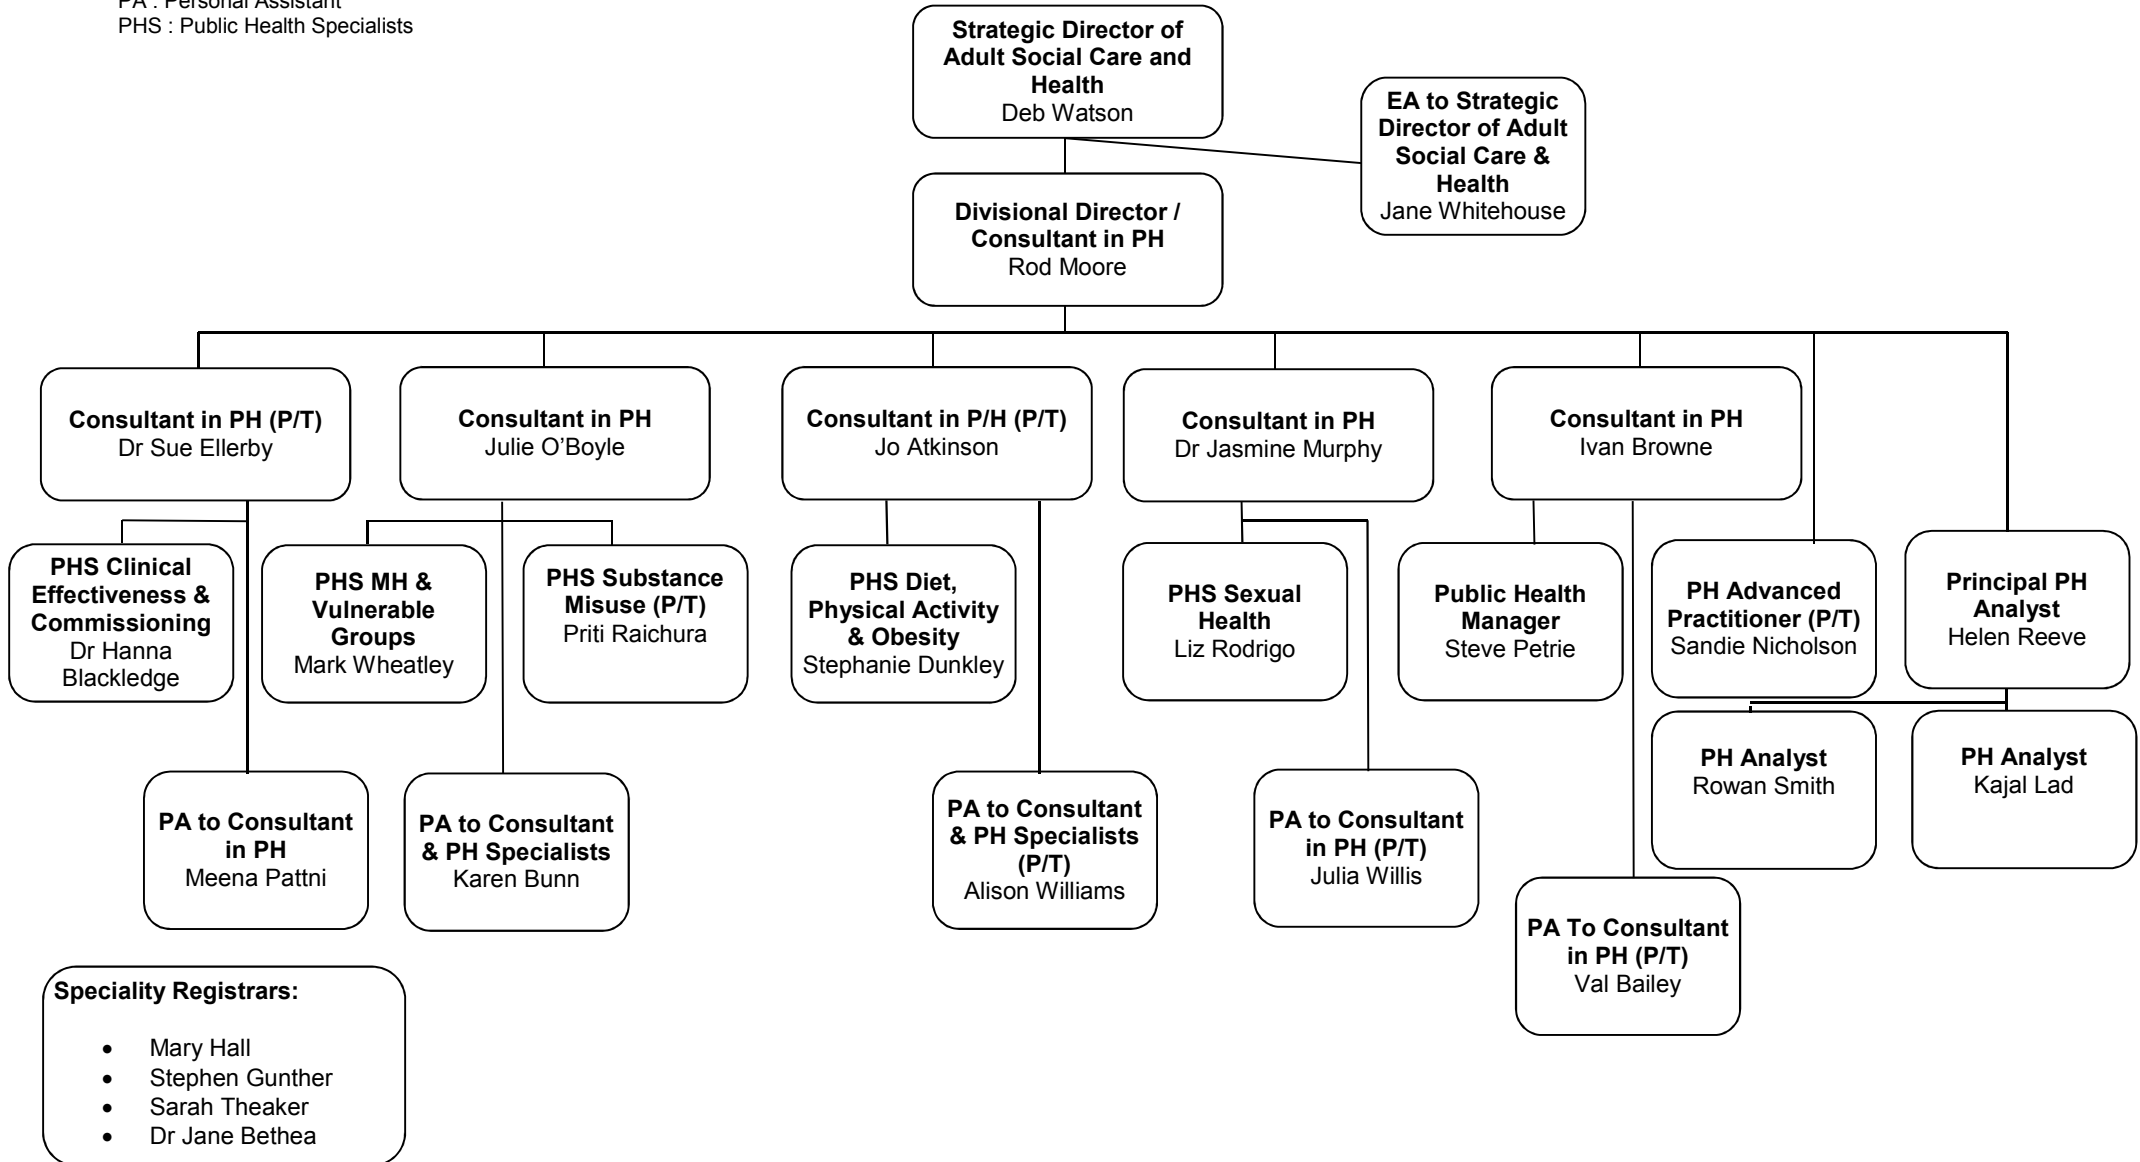 PA : Personal Assistant
PHS : Public Health Specialists
Strategic Director of
Adult Social Care and
Health
Deb Watson
EA to Strategic
Director of Adult
Social Care &
Health
Jane Whitehouse
Divisional Director /
Consultant in PH
Rod Moore
Consultant in PH (P/T)
Dr Sue Ellerby
Consultant in PH
Julie O’Boyle
Consultant in P/H (P/T)
Jo Atkinson
Consultant in PH
Dr Jasmine Murphy
Consultant in PH
Ivan Browne
PHS Clinical
Effectiveness &
Commissioning
Dr Hanna
Blackledge
PHS MH &
Vulnerable
Groups
Mark Wheatley
PHS Substance
Misuse (P/T)
Priti Raichura
PHS Diet,
Physical Activity
& Obesity
Stephanie Dunkley
PHS Sexual
Health
Liz Rodrigo
Public Health
Manager
Steve Petrie
PH Advanced
Practitioner (P/T)
Sandie Nicholson
Principal PH
Analyst
Helen Reeve
PH Analyst
Rowan Smith
PH Analyst
Kajal Lad
PA to Consultant
in PH
Meena Pattni
PA to Consultant
& PH Specialists
Karen Bunn
PA to Consultant
& PH Specialists
(P/T)
Alison Williams
PA to Consultant
in PH (P/T)
Julia Willis
PA To Consultant
in PH (P/T)
Val Bailey
Speciality Registrars:
• Mary Hall
• Stephen Gunther
• Sarah Theaker
• Dr Jane Bethea